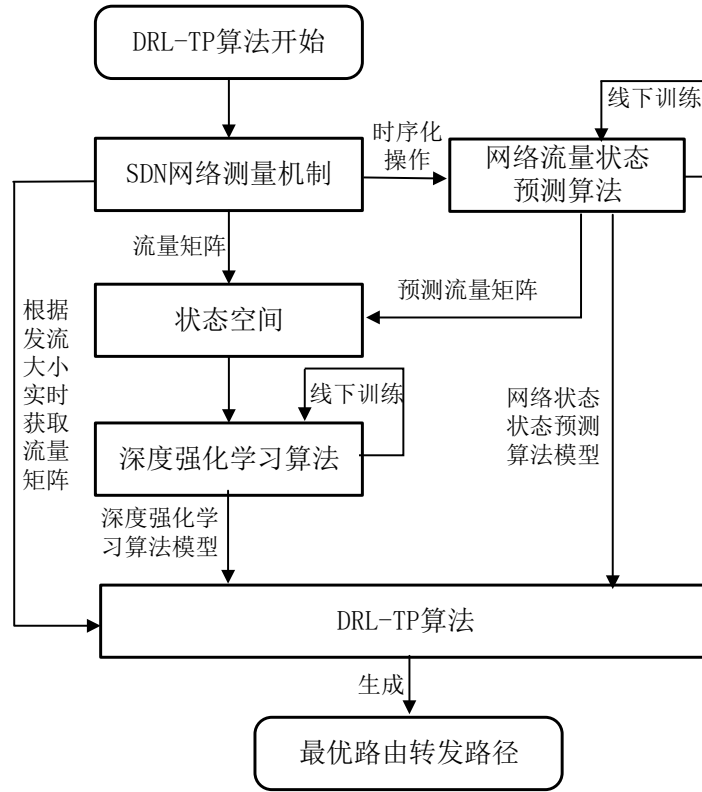 DRL-TP算法开始
线下训练
时序化
操作
网络流量状态
预测算法
SDN网络测量机制
流量矩阵
预测流量矩阵
状态空间
根据
发流
大小
实时
获取
流量
矩阵
线下训练
网络状态
状态预测
算法模型
深度强化学习算法
深度强化学
习算法模型
DRL-TP算法
生成
最优路由转发路径